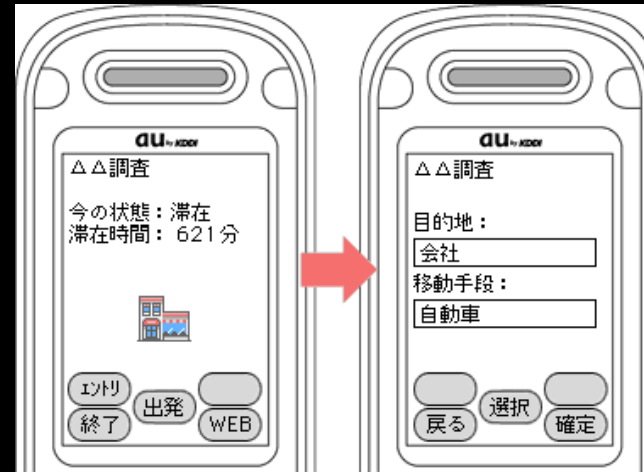 au by KDDI
△△調査
今の状態：滞在
滞在時間： 621分
エントリ
出発
終了
WEB
au by KDDI
△△調査
目的地：
会社
移動手段：
自動車
選択
戻る
確定